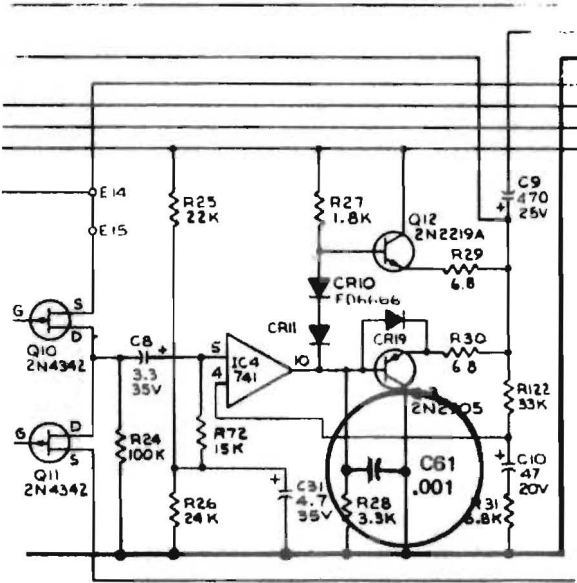 E14
E15
R25
22K
R27
1.8K
Q12
2N2219A
C9
+ 470
25V
R29
6.8
CR10
CR11
CR19
R30
6.8
G
S
D
Q10
2N4342
C8
+
3.3
35V
5
4
IC4
741
10
R122
33K
G
D
S
Q11
2N4342
R24
100K
R72
15K
C61
.001
+ C10
47
20V
R26
24K
+ C31
4.7
35V
R28
3.3K
R31
6.8K